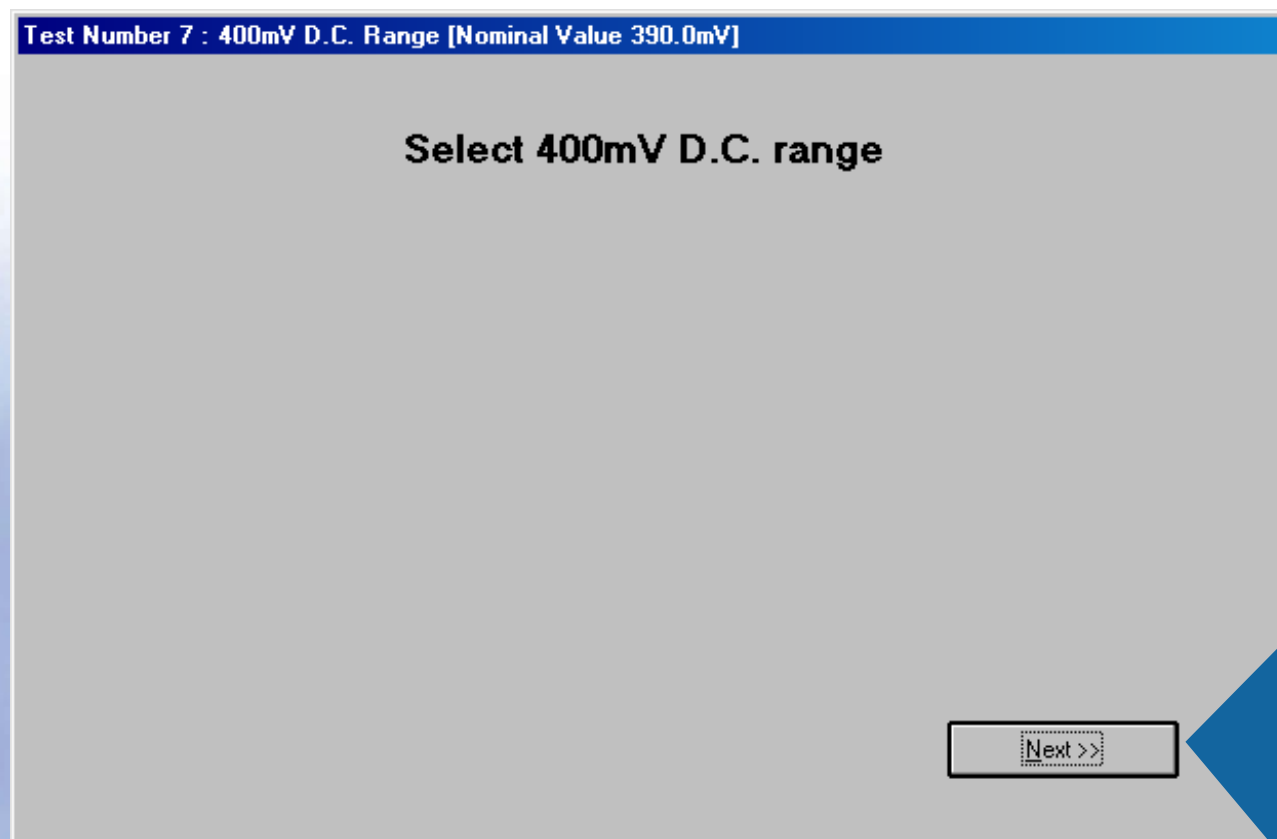 Test Number 7 : 400mV D.C. Range [Nominal Value 390.0mV]
Select 400mV D.C. range
Next >>